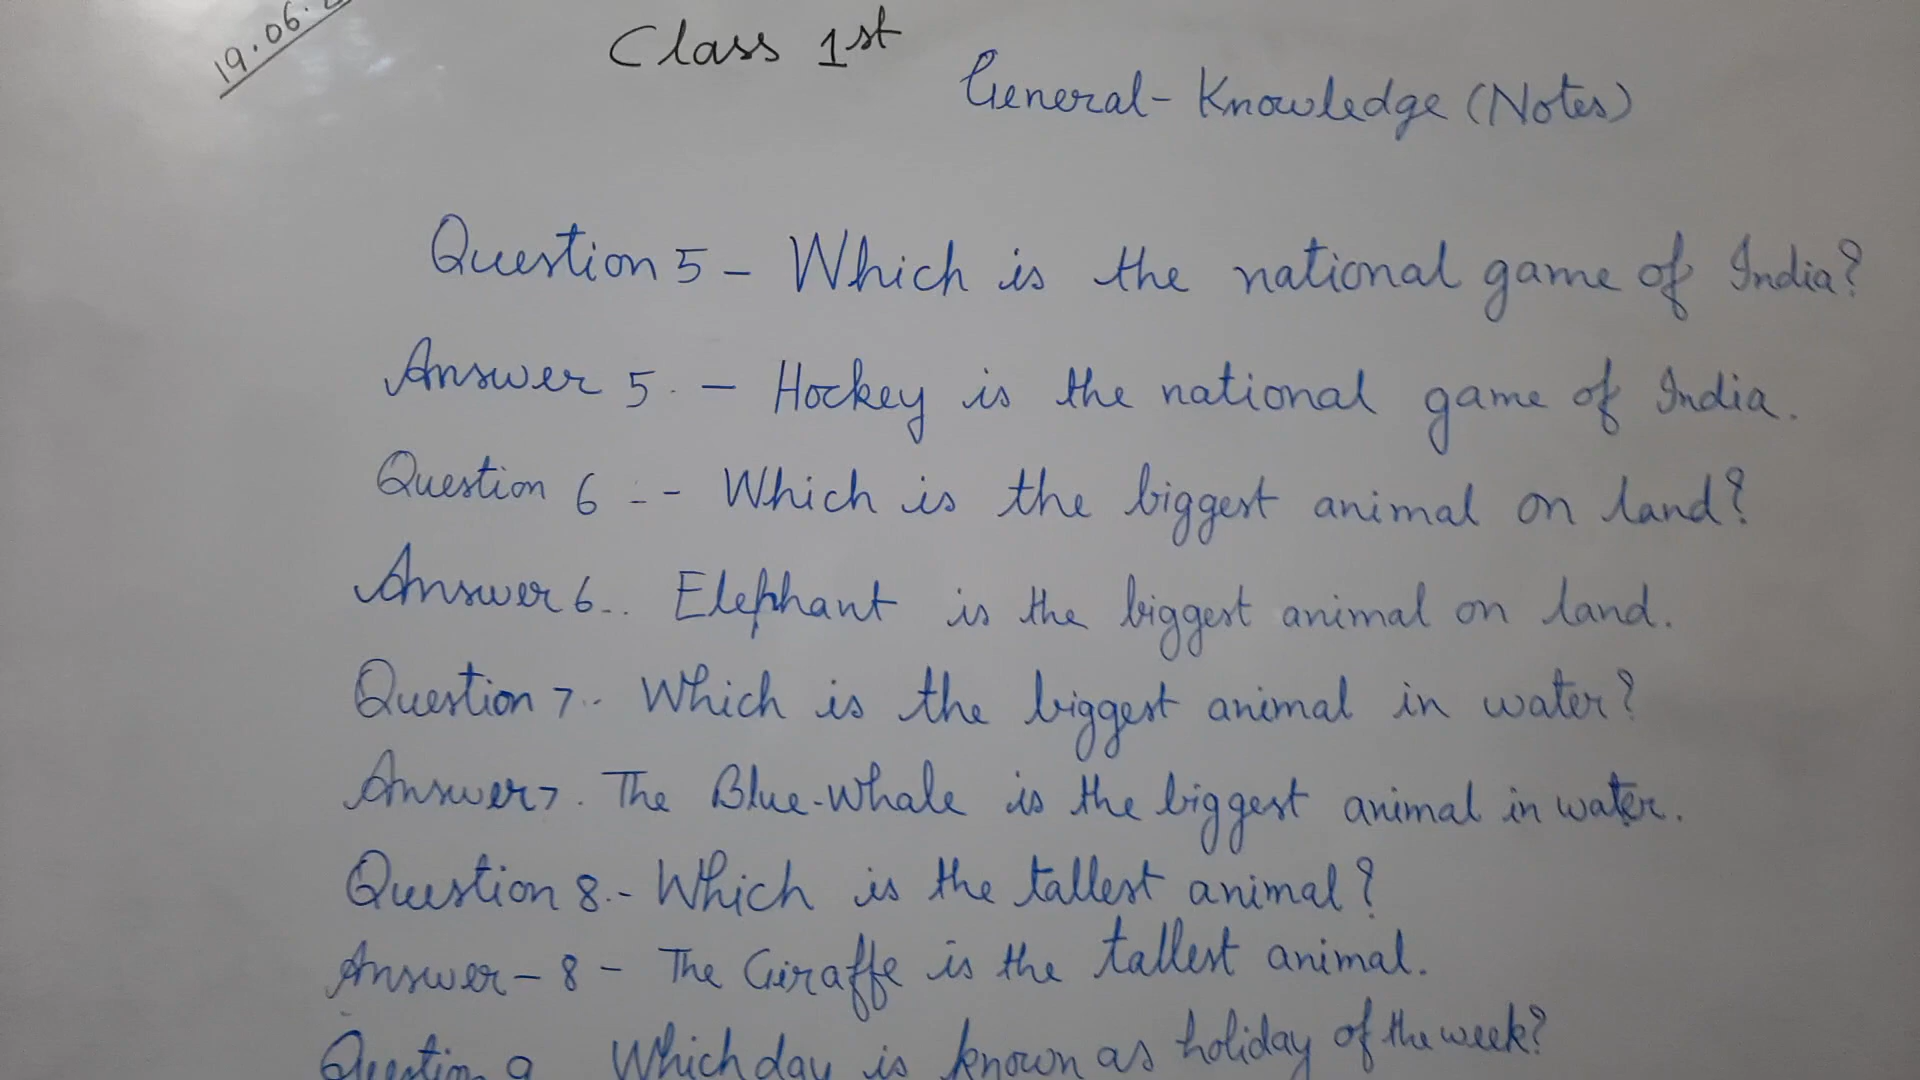 19.06.
Class 1st
General-Knowledge (Notes)
Question 5 - Which is the national game of India?
Answer 5. - Hockey is the national game of India.
Question 6 -- Which is the biggest animal on land?
Answer 6-. Elephant is the biggest animal on land.
Question 7.- Which is the biggest animal in water?
Answer 7. The Blue-Whale is the biggest animal in water.
Question 8.- Which is the tallest animal?
Answer - 8 - The Giraffe is the tallest animal.
Question 9 Which day is known as holiday of the week?